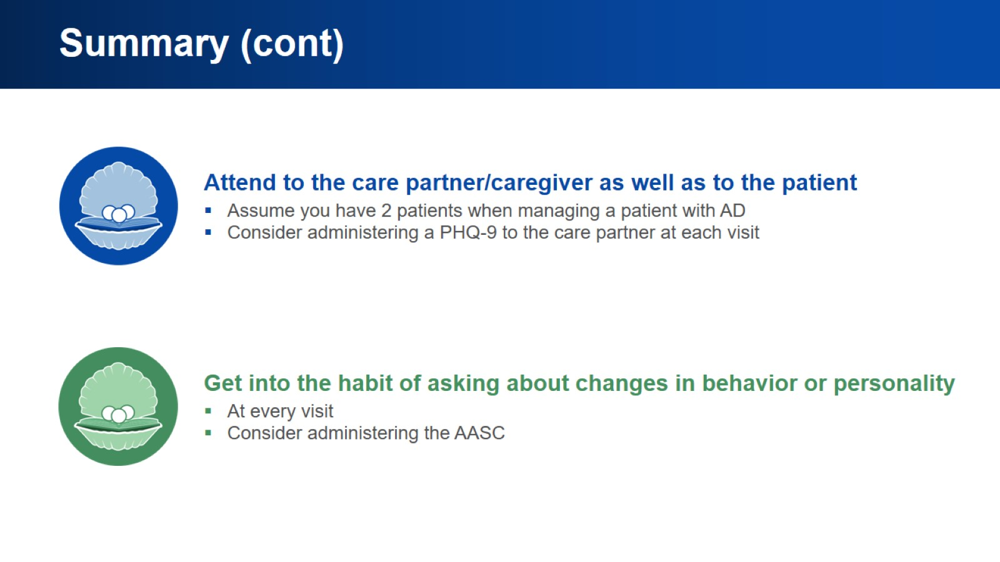 Summary (cont)
Attend to the care partner/caregiver as well as to the patient
▪ Assume you have 2 patients when managing a patient with AD
▪ Consider administering a PHQ-9 to the care partner at each visit
Get into the habit of asking about changes in behavior or personality
▪ At every visit
▪ Consider administering the AASC